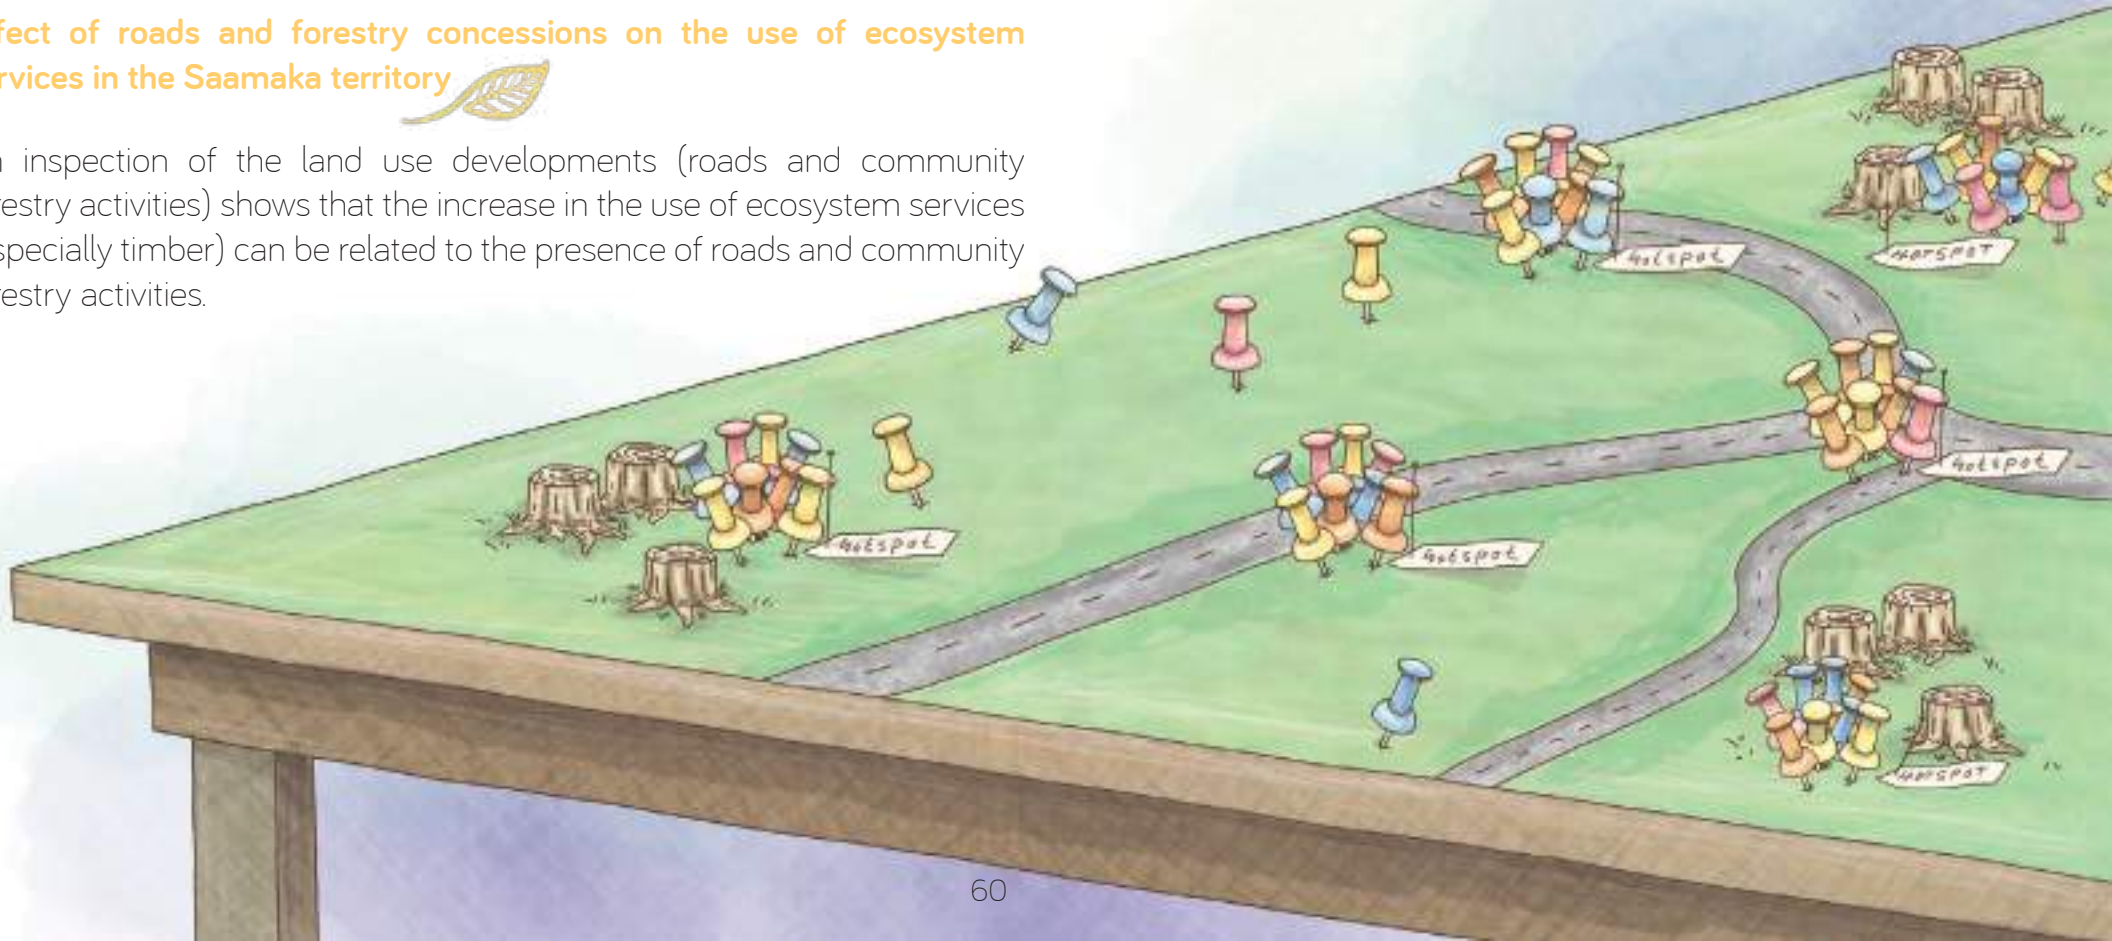 fect of roads and forestry concessions on the use of ecosystem
rvices in the Saamaka territory
n inspection of the land use developments (roads and community
restry activities) shows that the increase in the use of ecosystem services
specially timber) can be related to the presence of roads and community
restry activities.
hotspot
HOTSPOT
hotspot
hotspot
hotspot
HOTSPOT
60